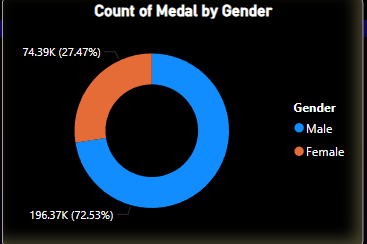 Count of Medal by Gender
74.39K (27.47%)
Gender
Male
Female
196.37K (72.53%)